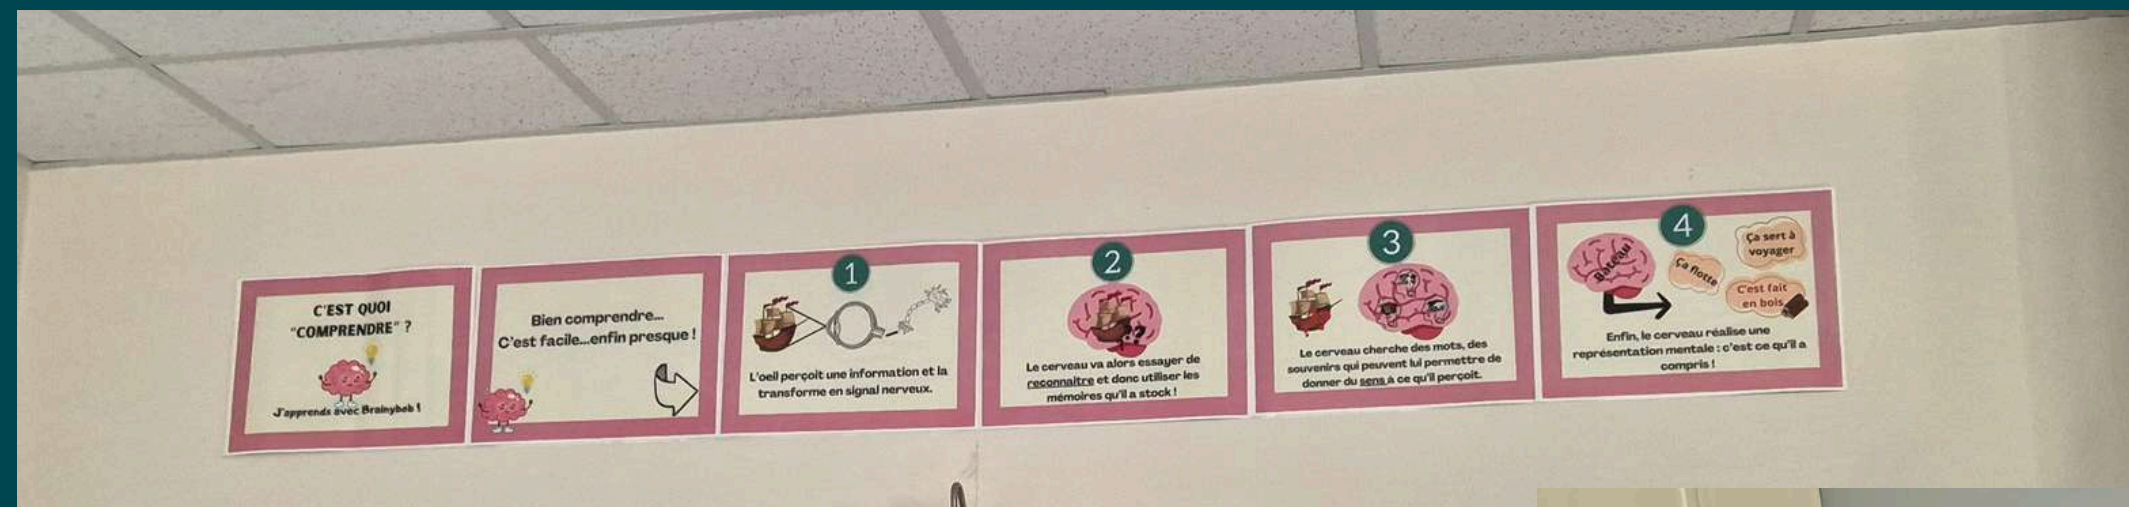 C'EST QUOI
"COMPRENDRE" ?
J'apprends avec Brainybob !
Bien comprendre...
C'est facile...enfin presque !
1
L'oeil perçoit une information et la
transforme en signal nerveux.
2
??
Le cerveau va alors essayer de
reconnaitre et donc utiliser les
mémoires qu'il a stock !
3
Le cerveau cherche des mots, des
souvenirs qui peuvent lui permettre de
donner du sens à ce qu'il perçoit.
4
Bateau
Ça flotte
Ça sert à
voyager
C'est fait
en bois
Enfin, le cerveau réalise une
représentation mentale : c'est ce qu'il a
compris !